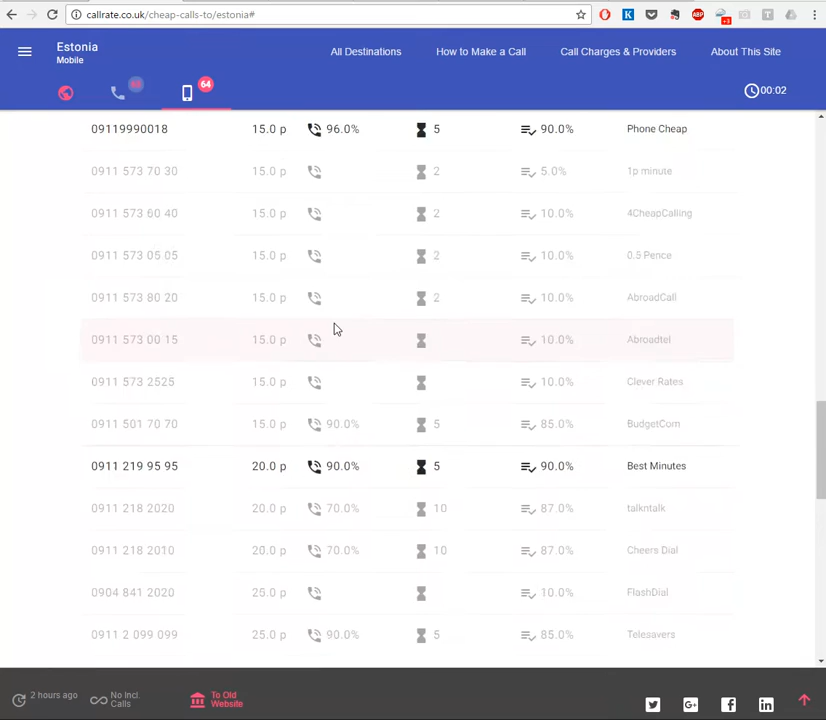 callrate.co.uk/cheap-calls-to/estonia#
Estonia
Mobile
All Destinations
How to Make a Call
Call Charges & Providers
About This Site
64
00:02
09119990018 15.0 p 96.0% 5 90.0% Phone Cheap
0911 573 70 30 15.0 p 2 5.0% 1p minute
0911 573 60 40 15.0 p 2 10.0% 4CheapCalling
0911 573 05 05 15.0 p 2 10.0% 0.5 Pence
0911 573 80 20 15.0 p 2 10.0% AbroadCall
0911 573 00 15 15.0 p 10.0% Abroadtel
0911 573 2525 15.0 p 10.0% Clever Rates
0911 501 70 70 15.0 p 90.0% 5 85.0% BudgetCom
0911 219 95 95 20.0 p 90.0% 5 90.0% Best Minutes
0911 218 2020 20.0 p 70.0% 10 87.0% talkntalk
0911 218 2010 20.0 p 70.0% 10 87.0% Cheers Dial
0904 841 2020 25.0 p 10.0% FlashDial
0911 2 099 099 25.0 p 90.0% 5 85.0% Telesavers
2 hours ago
No Incl.
Calls
To Old
Website